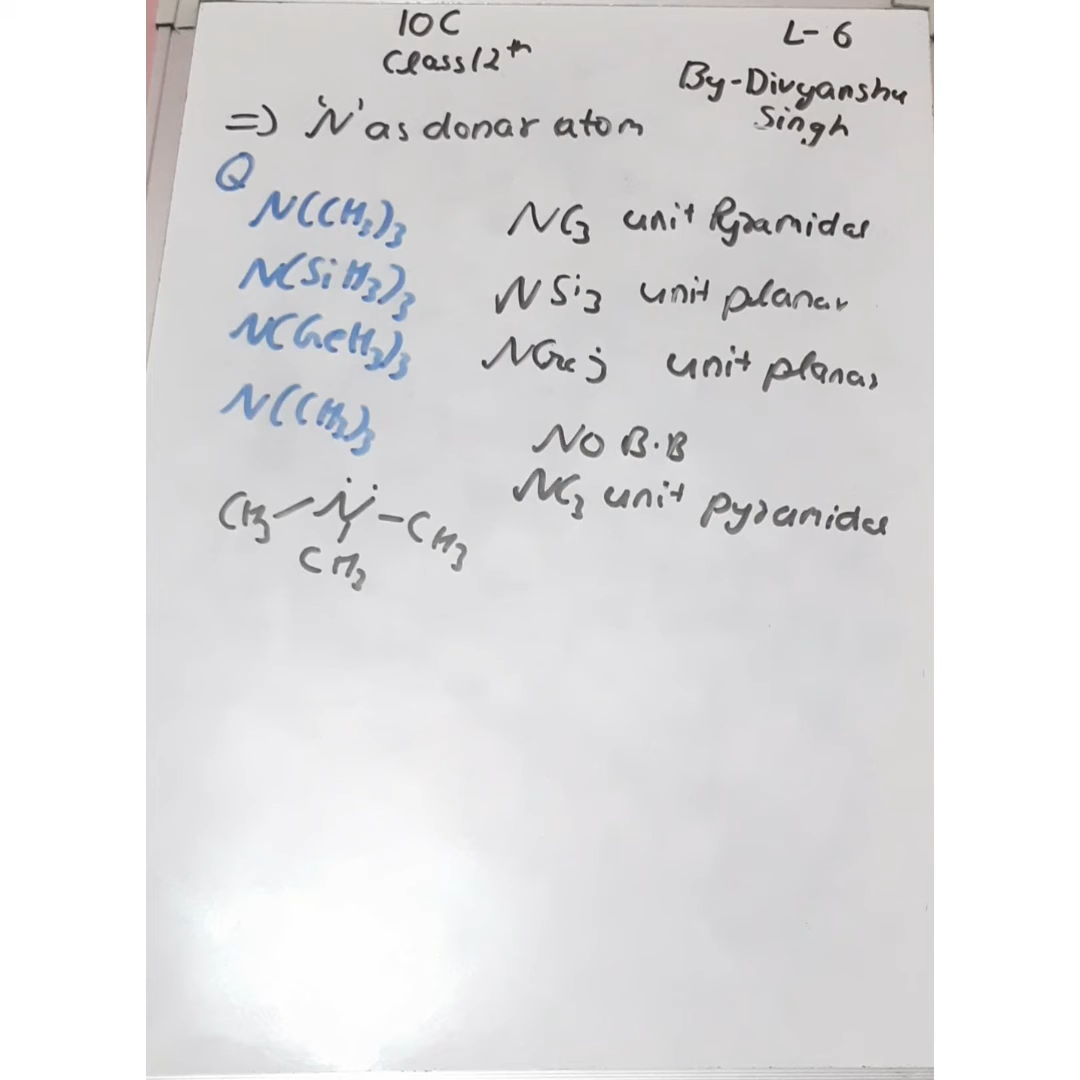 IOC
Class 12th
L-6
By-Divyanshu
Singh
=> 'N' as donar atom
Q
N(CH3)3 NC3 unit Pyramidal
N(SiH3)3 NSi3 unit planar
N(GeH3)3 NGe3 unit planar
N(CH3)3 NO B.B
NC3 unit pyramidal
CH3-N-CH3
CH3